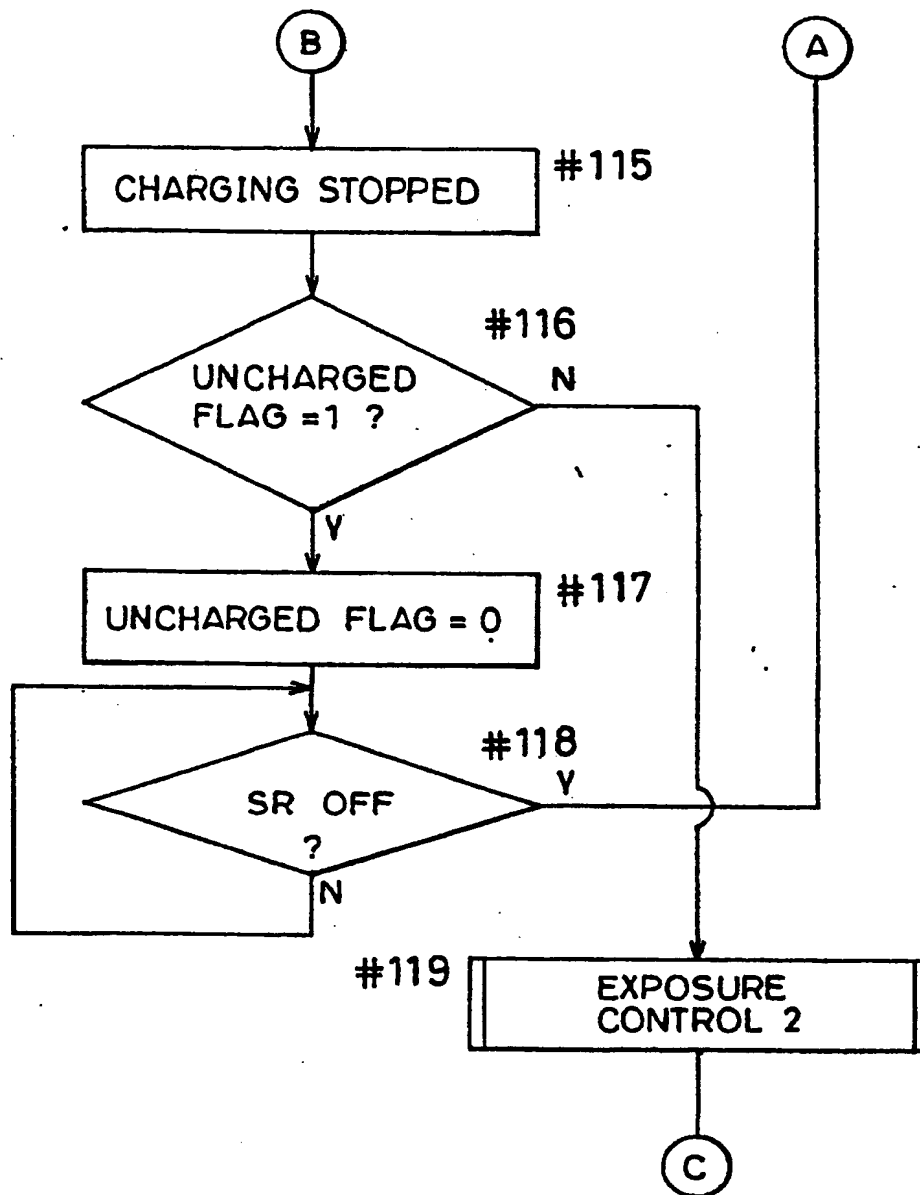 B
A
CHARGING STOPPED
#115
#116
UNCHARGED
FLAG =1 ?
N
Y
UNCHARGED FLAG = 0
#117
#118
Y
SR OFF
?
N
#119
EXPOSURE
CONTROL 2
C